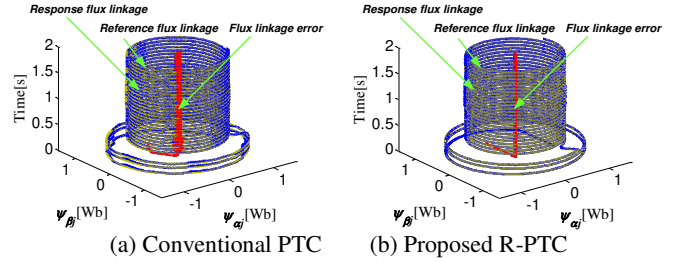 Response flux linkage
Reference flux linkage
Flux linkage error
2
1.5
1
0.5
0
Time[s]
1
0
-1
ψβj[Wb]
-1
0
1
ψαj[Wb]
(a) Conventional PTC
Response flux linkage
Reference flux linkage
Flux linkage error
2
1.5
1
0.5
0
Time[s]
1
0
-1
ψβj[Wb]
-1
0
1
ψαj[Wb]
(b) Proposed R-PTC